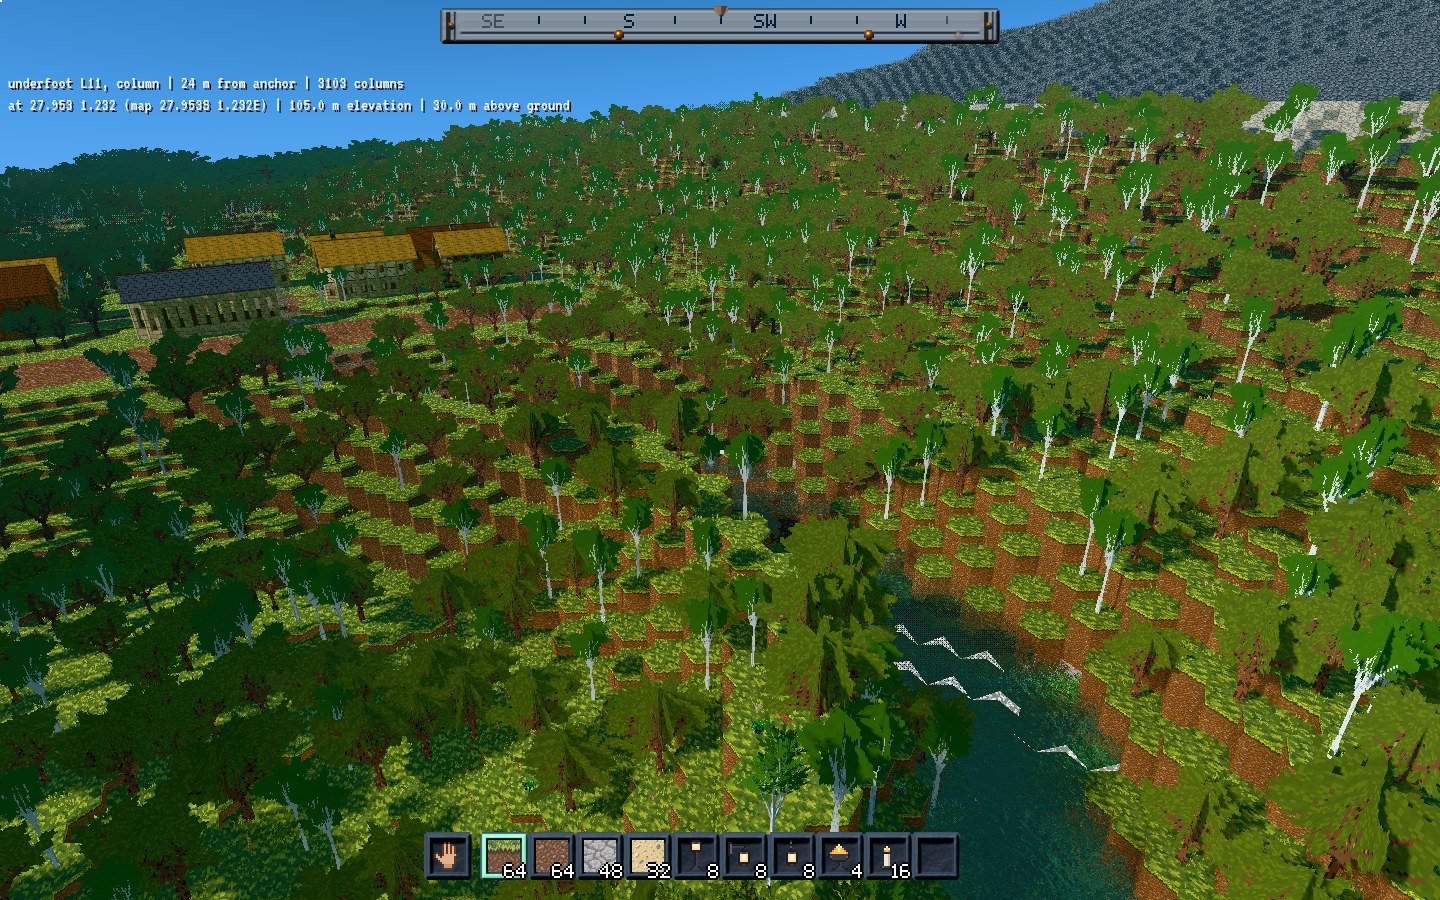 SE S SW W
underfoot L11, column | 24 m from anchor | 3103 columns
at 27.953 1.232 (map 27.953S 1.232E) | 105.0 m elevation | 30.0 m above ground
64 64 48 32 8 8 8 4 16